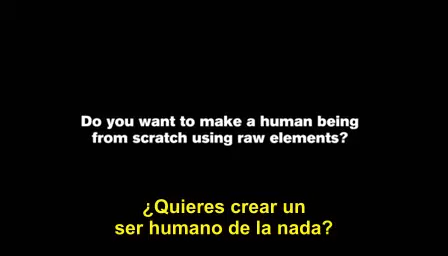 Do you want to make a human being
from scratch using raw elements?
¿Quieres crear un
ser humano de la nada?